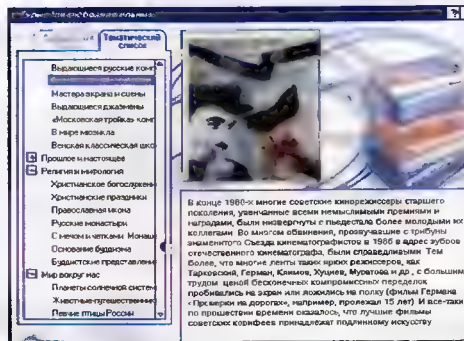 Тематический
список
Выдающиеся русские комп
Мастера экрана и сцены
Выдающиеся джазмены
«Московская тройка» конт
В мире мюзикла
Венская классическая шко
Прошлое и настоящее
Религия и мифология
Христианское богослужени
Христианские праздники
Православная икона
Русские монастыри
С мечом и четками. Монаш
Основание буддизма
Буддистские представлени
Мир вокруг нас
Планеты солнечной систем
Животные-путешественник
Певчие птицы России
В конце 1980-х многие советские кинорежиссеры старшего
поколения, увенчанные всеми немыслимыми премиями и
наградами, были низвергнуты с пьедестала более молодыми их
коллегами. Во многом обвинения, прозвучавшие с трибуны
знаменитого Съезда кинематографистов в 1986 в адрес зубров
отечественного кинематографа, были справедливыми. Тем
более, что многие ленты таких ярких режиссеров, как
Тарковский, Герман, Климов, Хуциев, Муратова и др., с большим
трудом ценой бесконечных компромиссных переделок
пробивались на экран или ложились на полку (фильм Германа
«Проверки на дорогах», например, пролежал 15 лет). И все-таки
по прошествии времени оказалось, что лучшие фильмы
советских корифеев принадлежат подлинному искусству